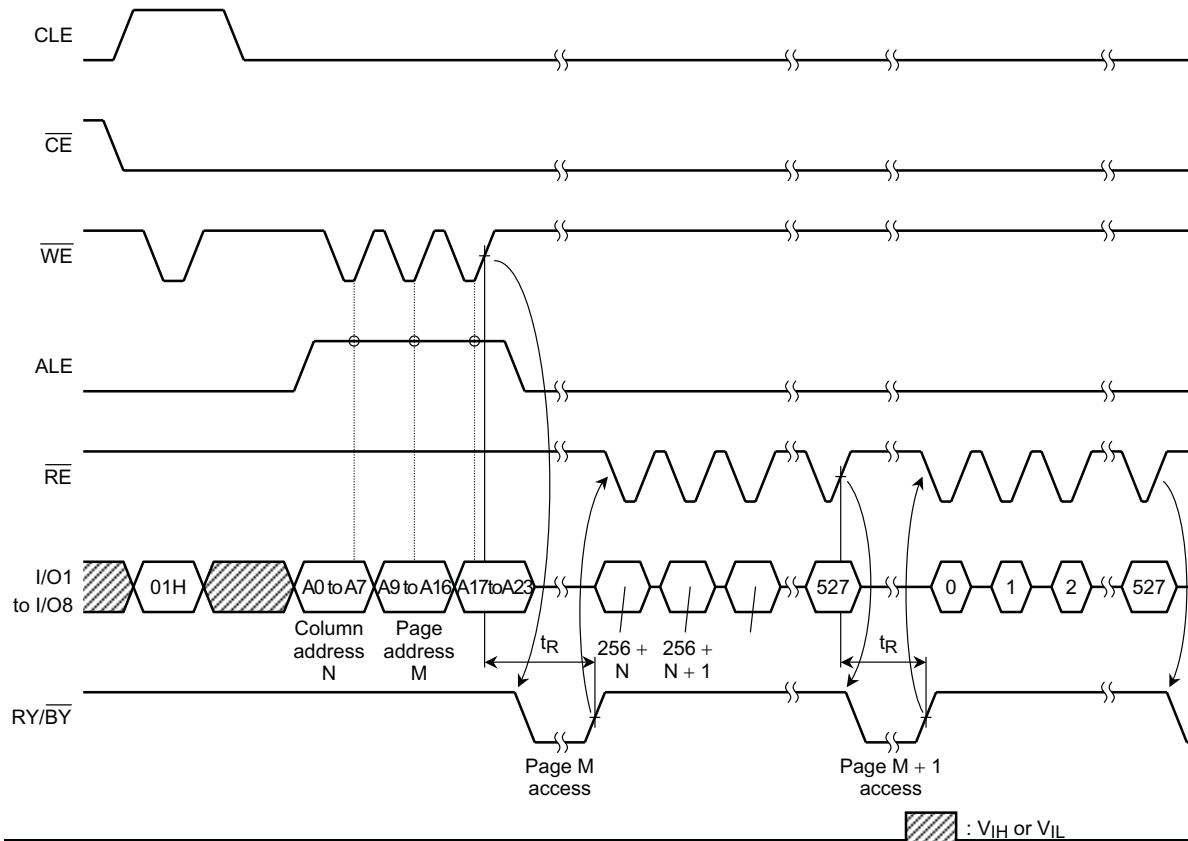 CLE
CE
WE
ALE
RE
I/O1
to I/O8
01H
A0 to A7
A9 to A16
A17 to A23
527
0
1
2
527
Column
address
N
Page
address
M
tR
256 +
N
256 +
N + 1
tR
RY/BY
Page M
access
Page M + 1
access
: VIH or VIL